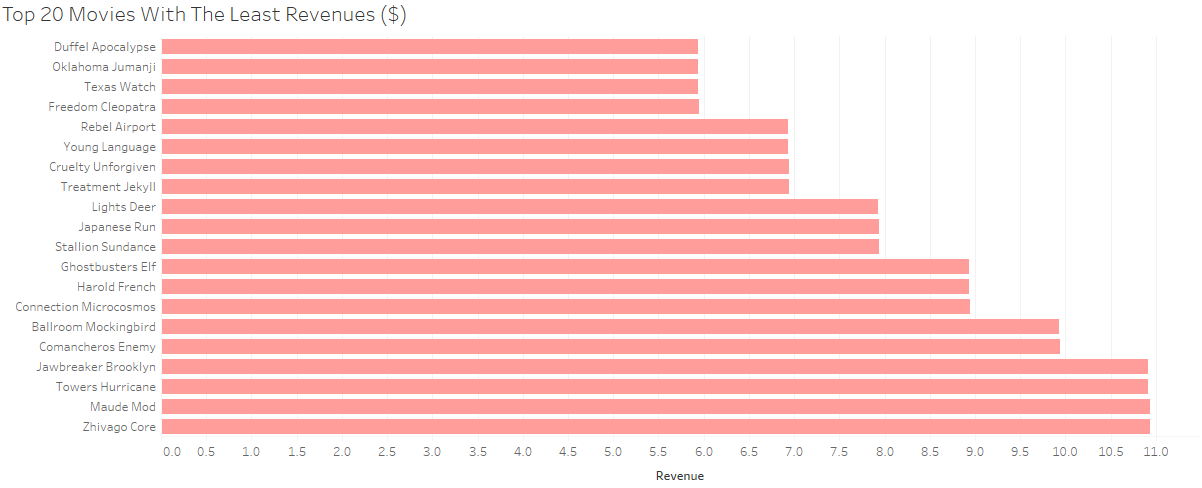 Top 20 Movies With The Least Revenues ($)
Duffel Apocalypse
Oklahoma Jumanji
Texas Watch
Freedom Cleopatra
Rebel Airport
Young Language
Cruelty Unforgiven
Treatment Jekyll
Lights Deer
Japanese Run
Stallion Sundance
Ghostbusters Elf
Harold French
Connection Microcosmos
Ballroom Mockingbird
Comancheros Enemy
Jawbreaker Brooklyn
Towers Hurricane
Maude Mod
Zhivago Core
0.0 0.5 1.0 1.5 2.0 2.5 3.0 3.5 4.0 4.5 5.0 5.5 6.0 6.5 7.0 7.5 8.0 8.5 9.0 9.5 10.0 10.5 11.0
Revenue